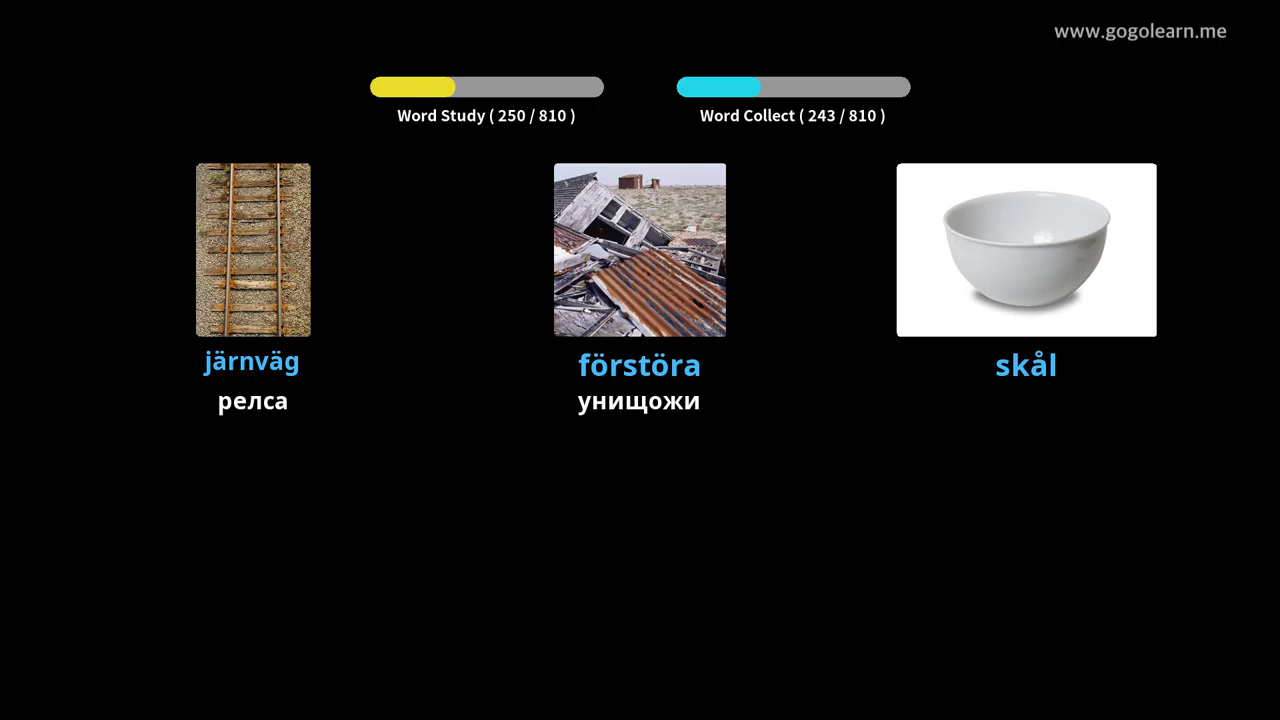 www.gogolearn.me
Word Study ( 250 / 810 )
Word Collect ( 243 / 810 )
järnväg
релса
förstöra
унищожи
skål